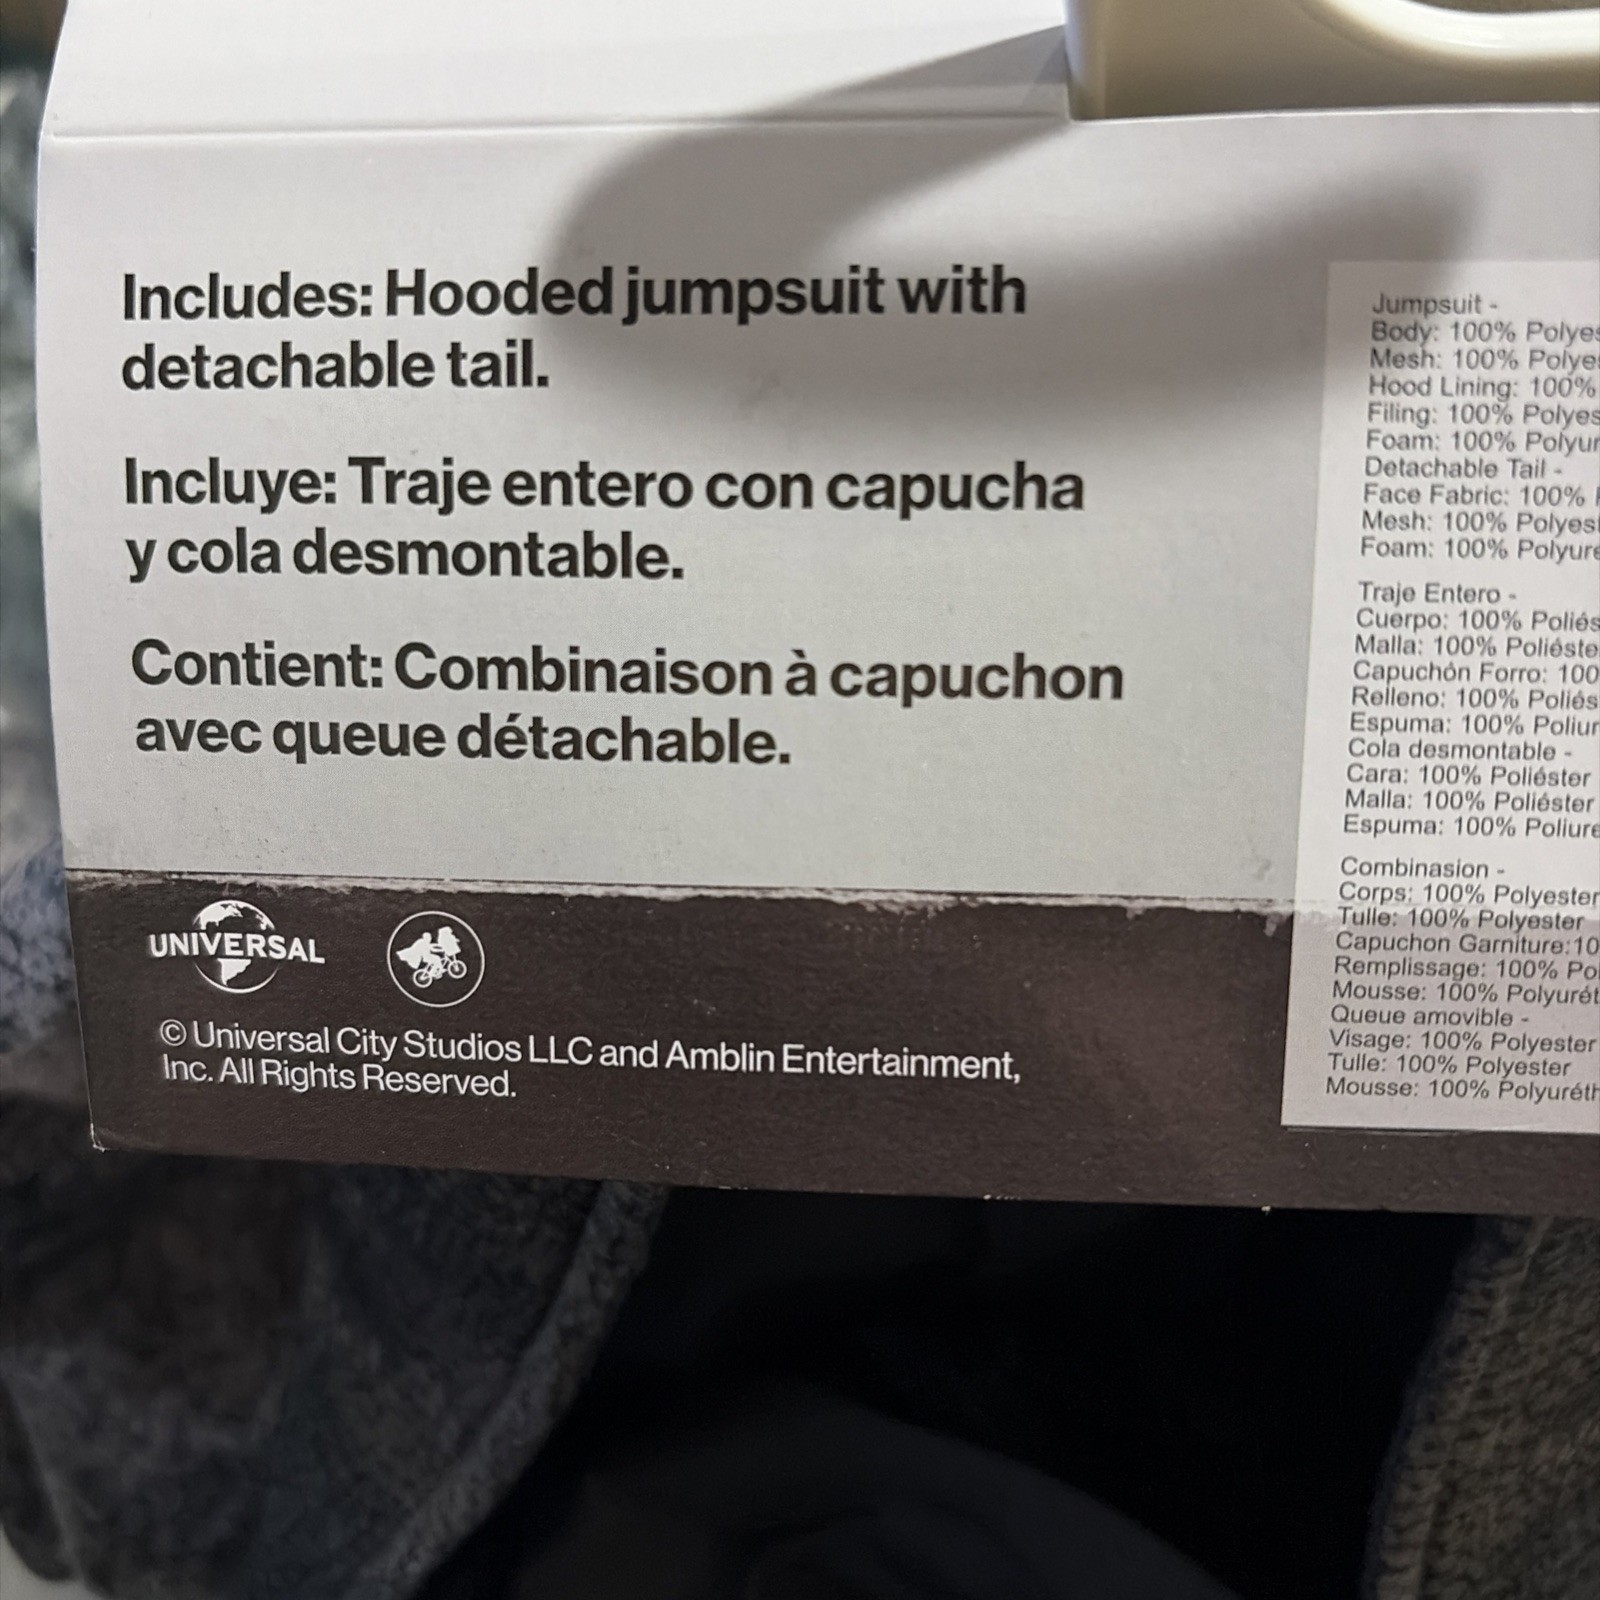 Includes: Hooded jumpsuit with
detachable tail.
Incluye: Traje entero con capucha
y cola desmontable.
Contient: Combinaison à capuchon
avec queue détachable.
UNIVERSAL
© Universal City Studios LLC and Amblin Entertainment,
Inc. All Rights Reserved.
Jumpsuit -
Body: 100%
Mesh: 100%
Hood Lining: 100%
Filing: 100%
Foam: 100%
Detachable Tail -
Face Fabric: 100%
Mesh: 100%
Foam: 100%
Traje Entero -
Cuerpo: 100%
Malla: 100%
Capuchón Forro:
Relleno: 100%
Espuma: 100%
Cola desmontable -
Cara: 100% Poliéster
Malla: 100% Poliéster
Espuma: 100%
Combinasion -
Corps: 100% Polyester
Tulle: 100% Polyester
Capuchon Garniture:
Remplissage: 100%
Mousse: 100%
Queue amovible -
Visage: 100% Polyester
Tulle: 100% Polyester
Mousse: 100%